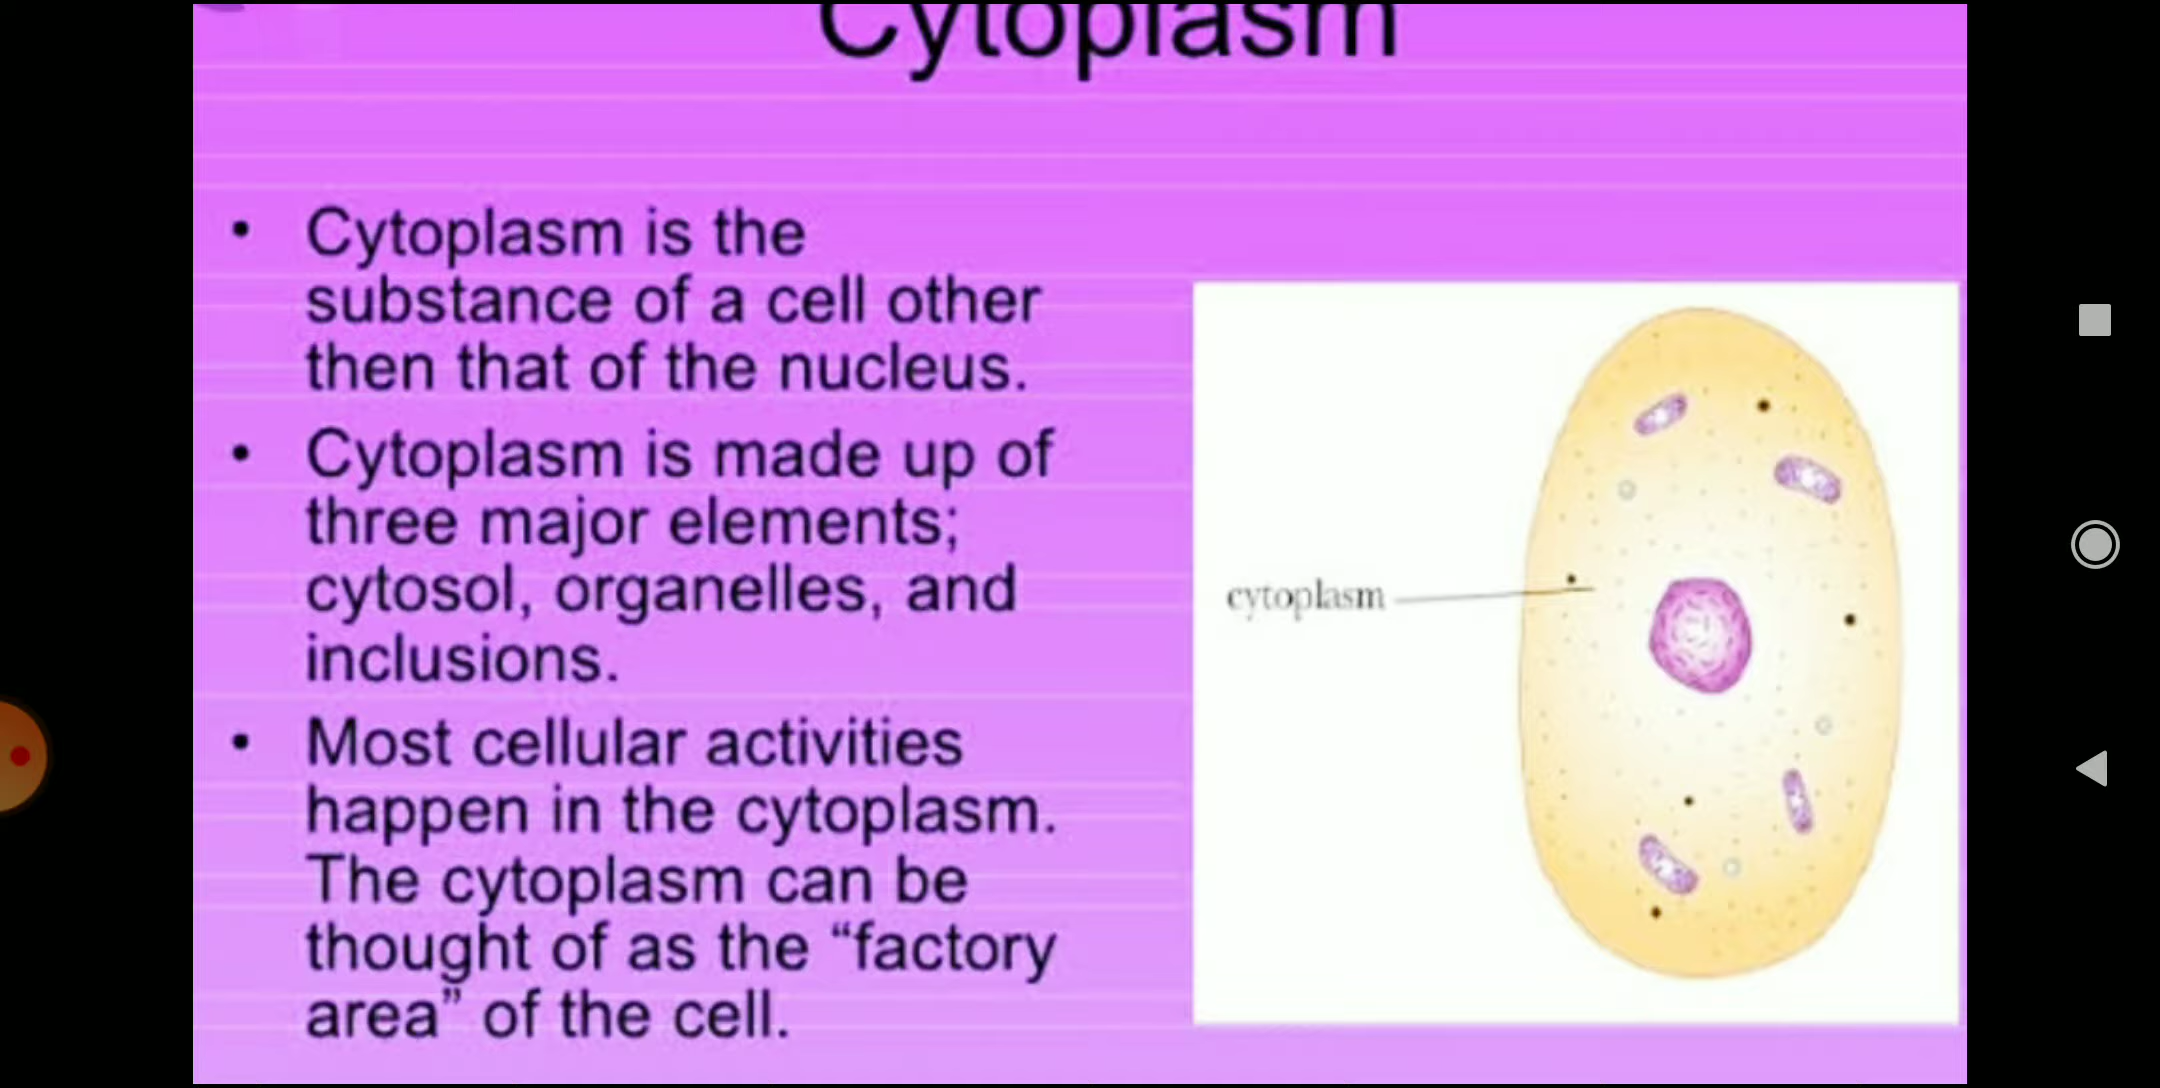 Cytoplasm
• Cytoplasm is the
substance of a cell other
then that of the nucleus.
• Cytoplasm is made up of
three major elements;
cytosol, organelles, and
inclusions.
• Most cellular activities
happen in the cytoplasm.
The cytoplasm can be
thought of as the “factory
area” of the cell.
cytoplasm